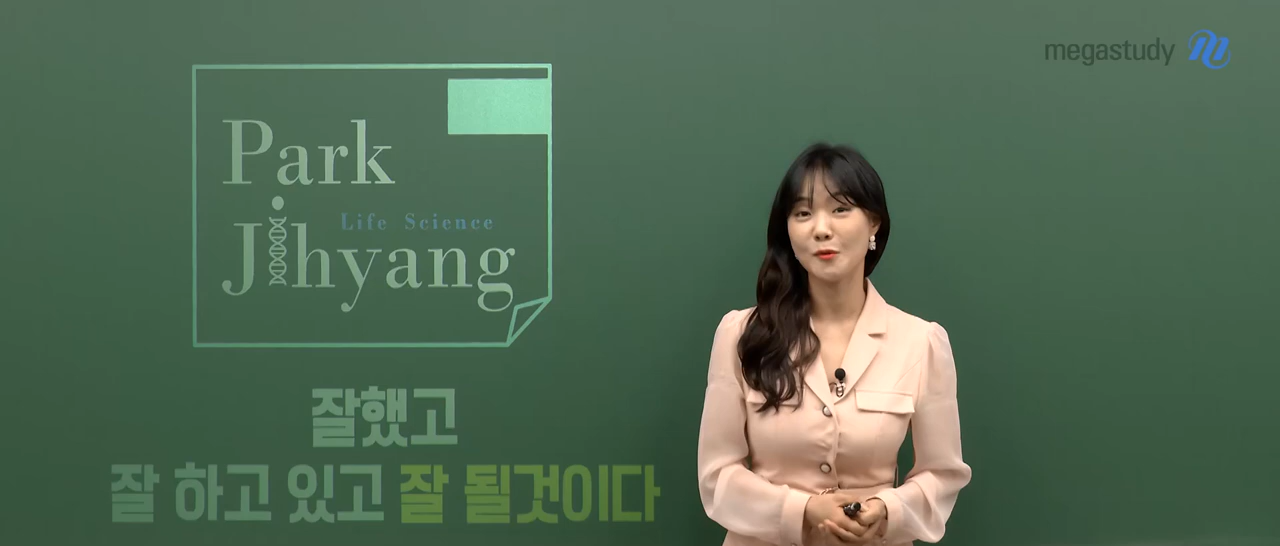 megastudy
Park
Life Science
Jihyang
잘했고
잘 하고 있고 잘 될것이다